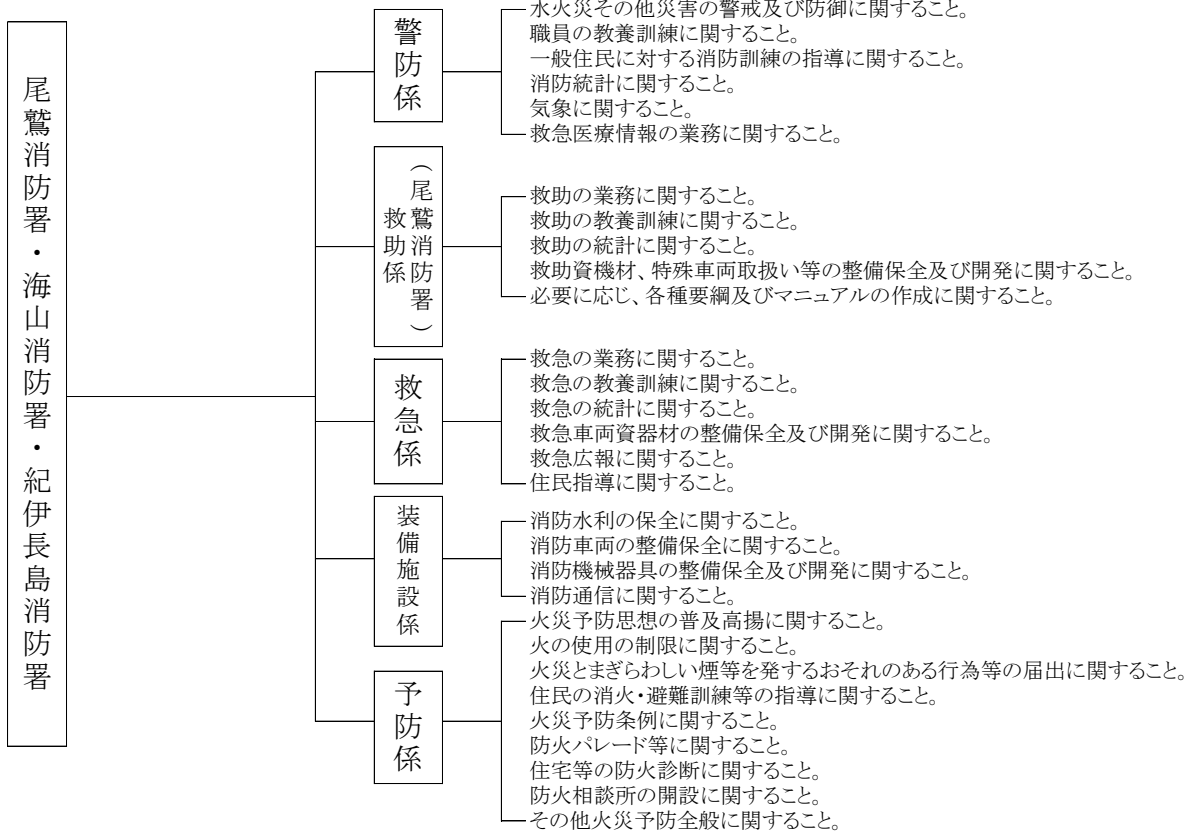 尾鷲消防署・海山消防署・紀伊長島消防署
警防係
水火災その他災害の警戒及び防御に関すること。
職員の教養訓練に関すること。
一般住民に対する消防訓練の指導に関すること。
消防統計に関すること。
気象に関すること。
救急医療情報の業務に関すること。
（尾鷲消防署）
救助係
救助の業務に関すること。
救助の教養訓練に関すること。
救助の統計に関すること。
救助資機材、特殊車両取扱い等の整備保全及び開発に関すること。
必要に応じ、各種要綱及びマニュアルの作成に関すること。
救急係
救急の業務に関すること。
救急の教養訓練に関すること。
救急の統計に関すること。
救急車両資器材の整備保全及び開発に関すること。
救急広報に関すること。
住民指導に関すること。
装備施設係
消防水利の保全に関すること。
消防車両の整備保全に関すること。
消防機械器具の整備保全及び開発に関すること。
消防通信に関すること。
予防係
火災予防思想の普及高揚に関すること。
火の使用の制限に関すること。
火災とまぎらわしい煙等を発するおそれのある行為等の届出に関すること。
住民の消火・避難訓練等の指導に関すること。
火災予防条例に関すること。
防火パレード等に関すること。
住宅等の防火診断に関すること。
防火相談所の開設に関すること。
その他火災予防全般に関すること。